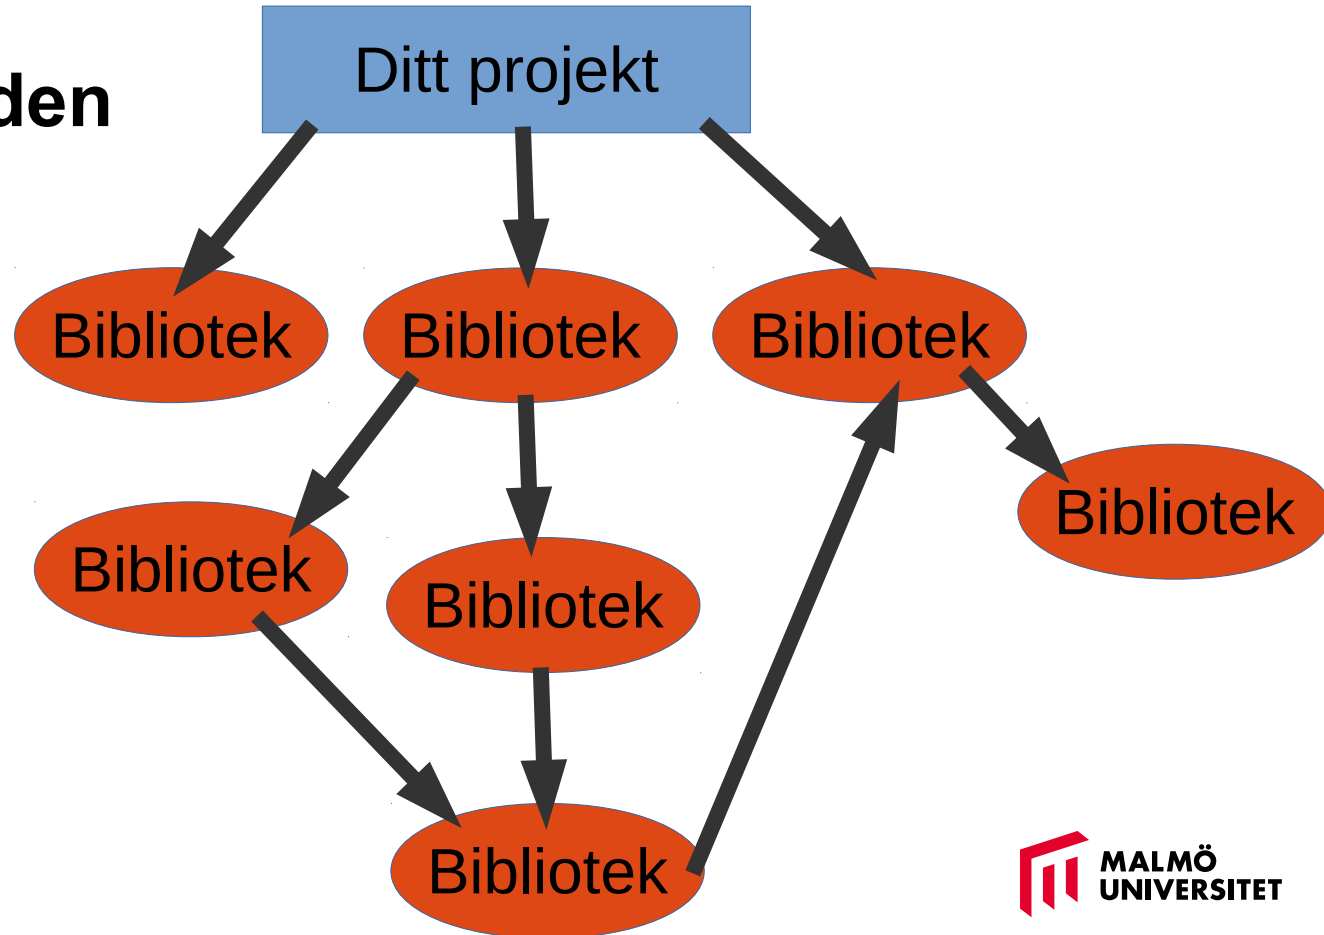 Ditt projekt
den
Bibliotek
Bibliotek
Bibliotek
Bibliotek
Bibliotek
Bibliotek
Bibliotek
MALMÖ
UNIVERSITET